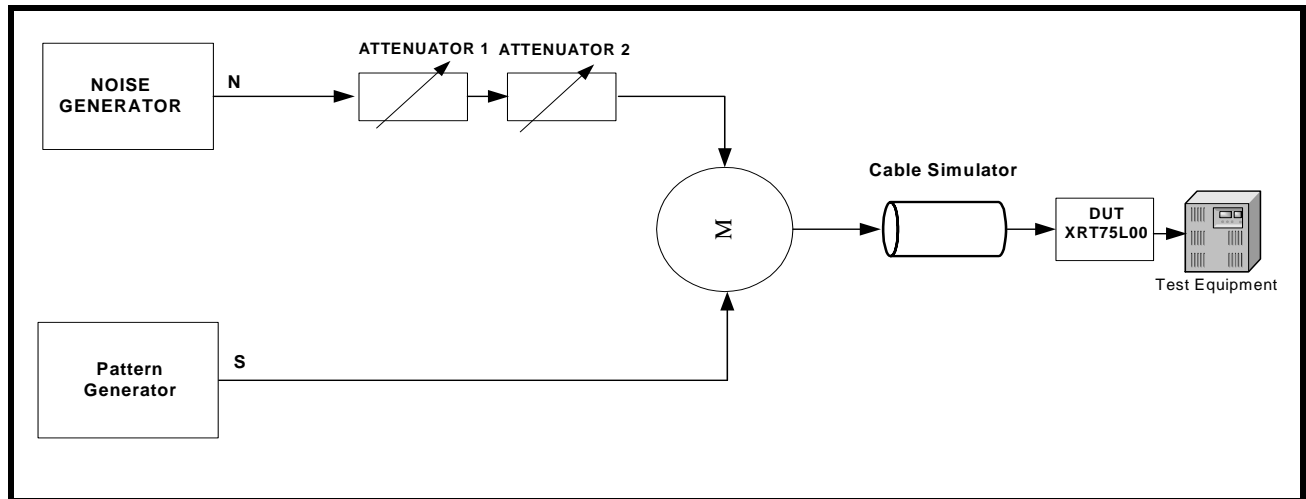 NOISE
GENERATOR
N
ATTENUATOR 1
ATTENUATOR 2
M
Cable Simulator
DUT
XRT75L00
Test Equipment
Pattern
Generator
S